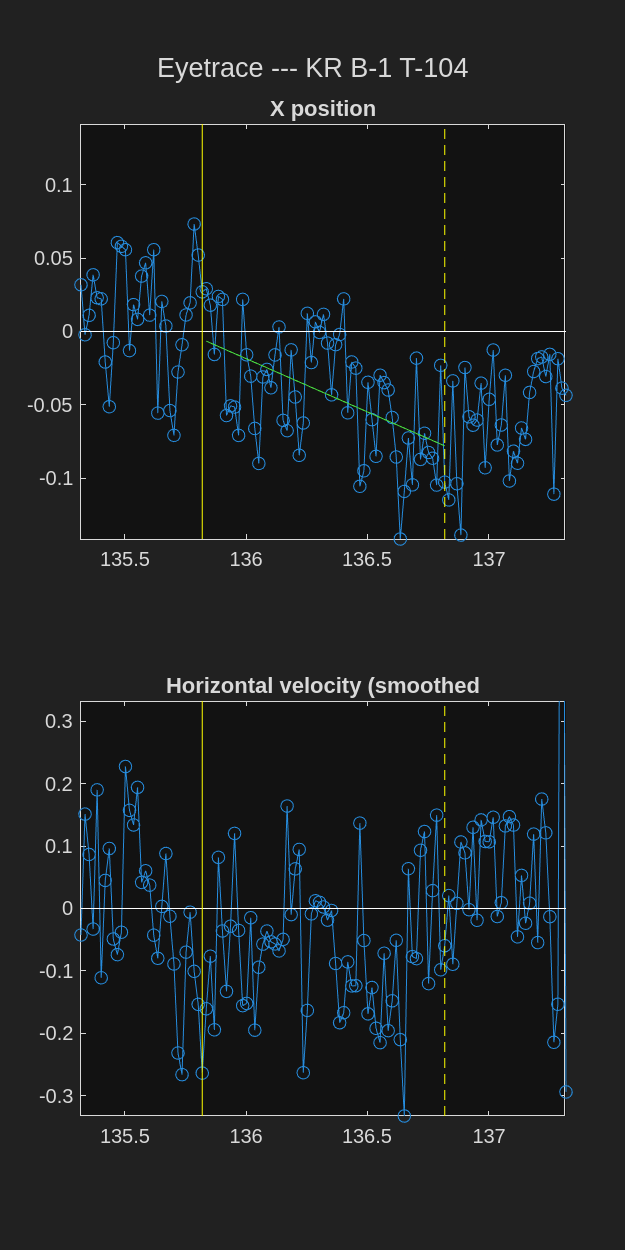 Eyetrace --- KR B-1 T-104
X position
0.1
0.05
0
-0.05
-0.1
135.5 136 136.5 137
Horizontal velocity (smoothed
0.3
0.2
0.1
0
-0.1
-0.2
-0.3
135.5 136 136.5 137